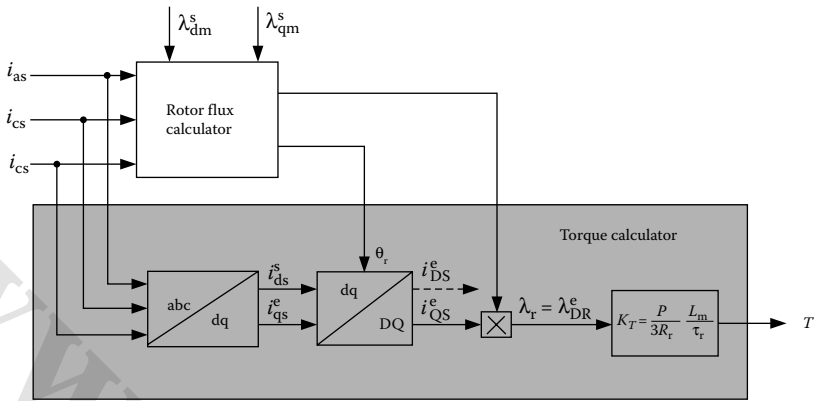 λ^s_dm λ^s_qm
i_as
i_cs
i_cs
Rotor flux
calculator
Torque calculator
θ_r
abc
dq
i^s_ds
i^e_qs
dq
DQ
i^e_DS
i^e_QS
×
λ_r = λ^e_DR
K_T = P/3R_r L_m/τ_r
T